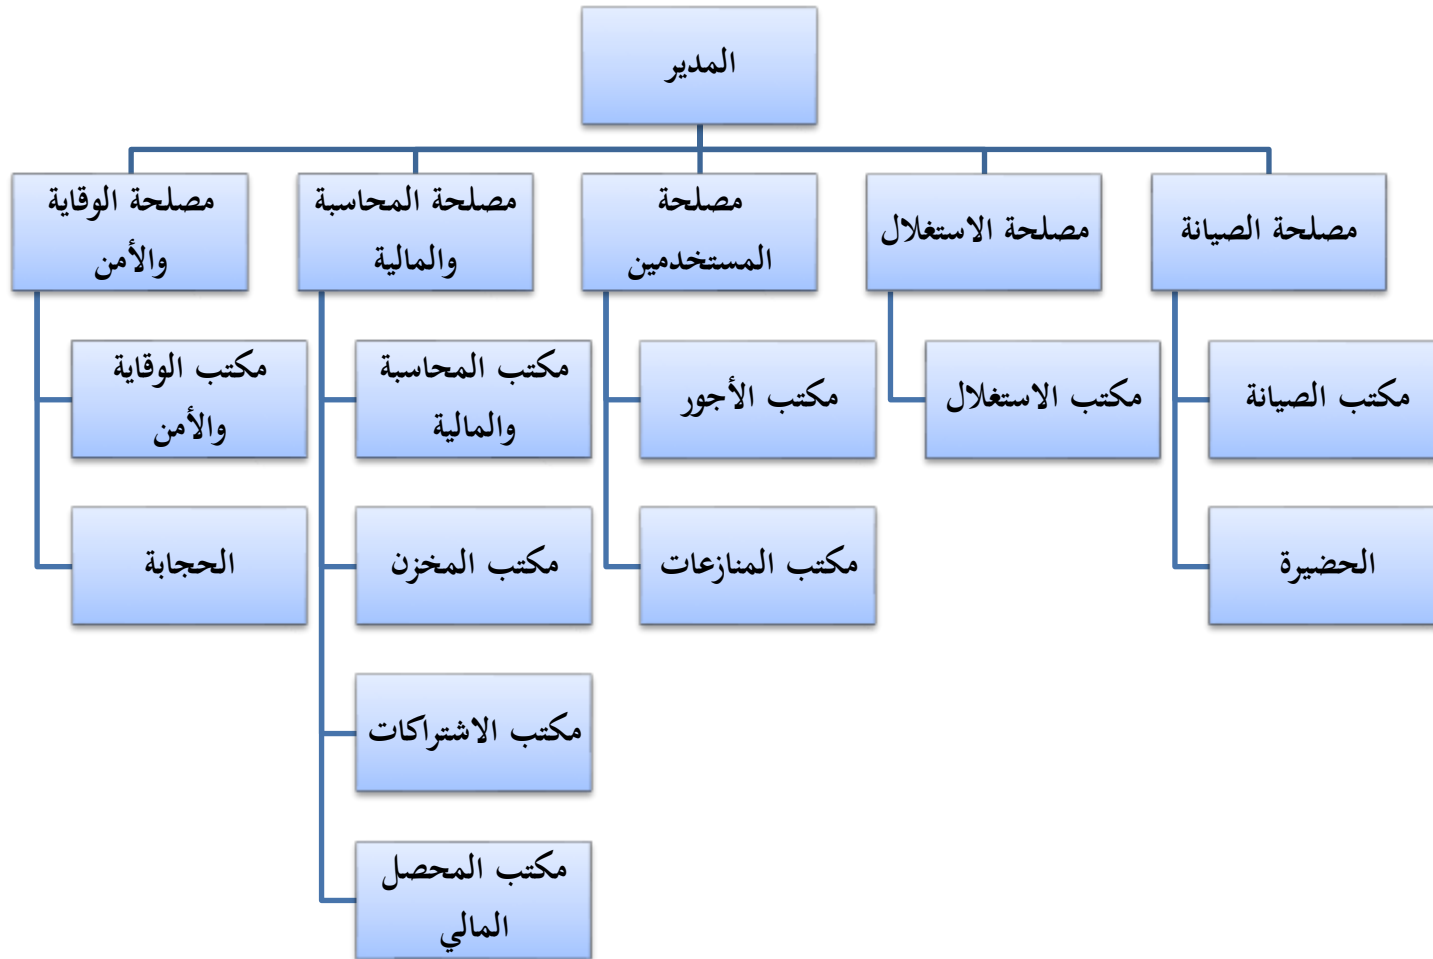 المدير
مصلحة الصيانة
مصلحة الاستغلال
مصلحة
المستخدمين
مصلحة المحاسبة
والمالية
مصلحة الوقاية
والأمن
مكتب الصيانة
مكتب الاستغلال
مكتب الأجور
مكتب المحاسبة
والمالية
مكتب الوقاية
والأمن
الحضيرة
مكتب المنازعات
مكتب المخزن
الحجابة
مكتب الاشتراكات
مكتب المحصل
المالي